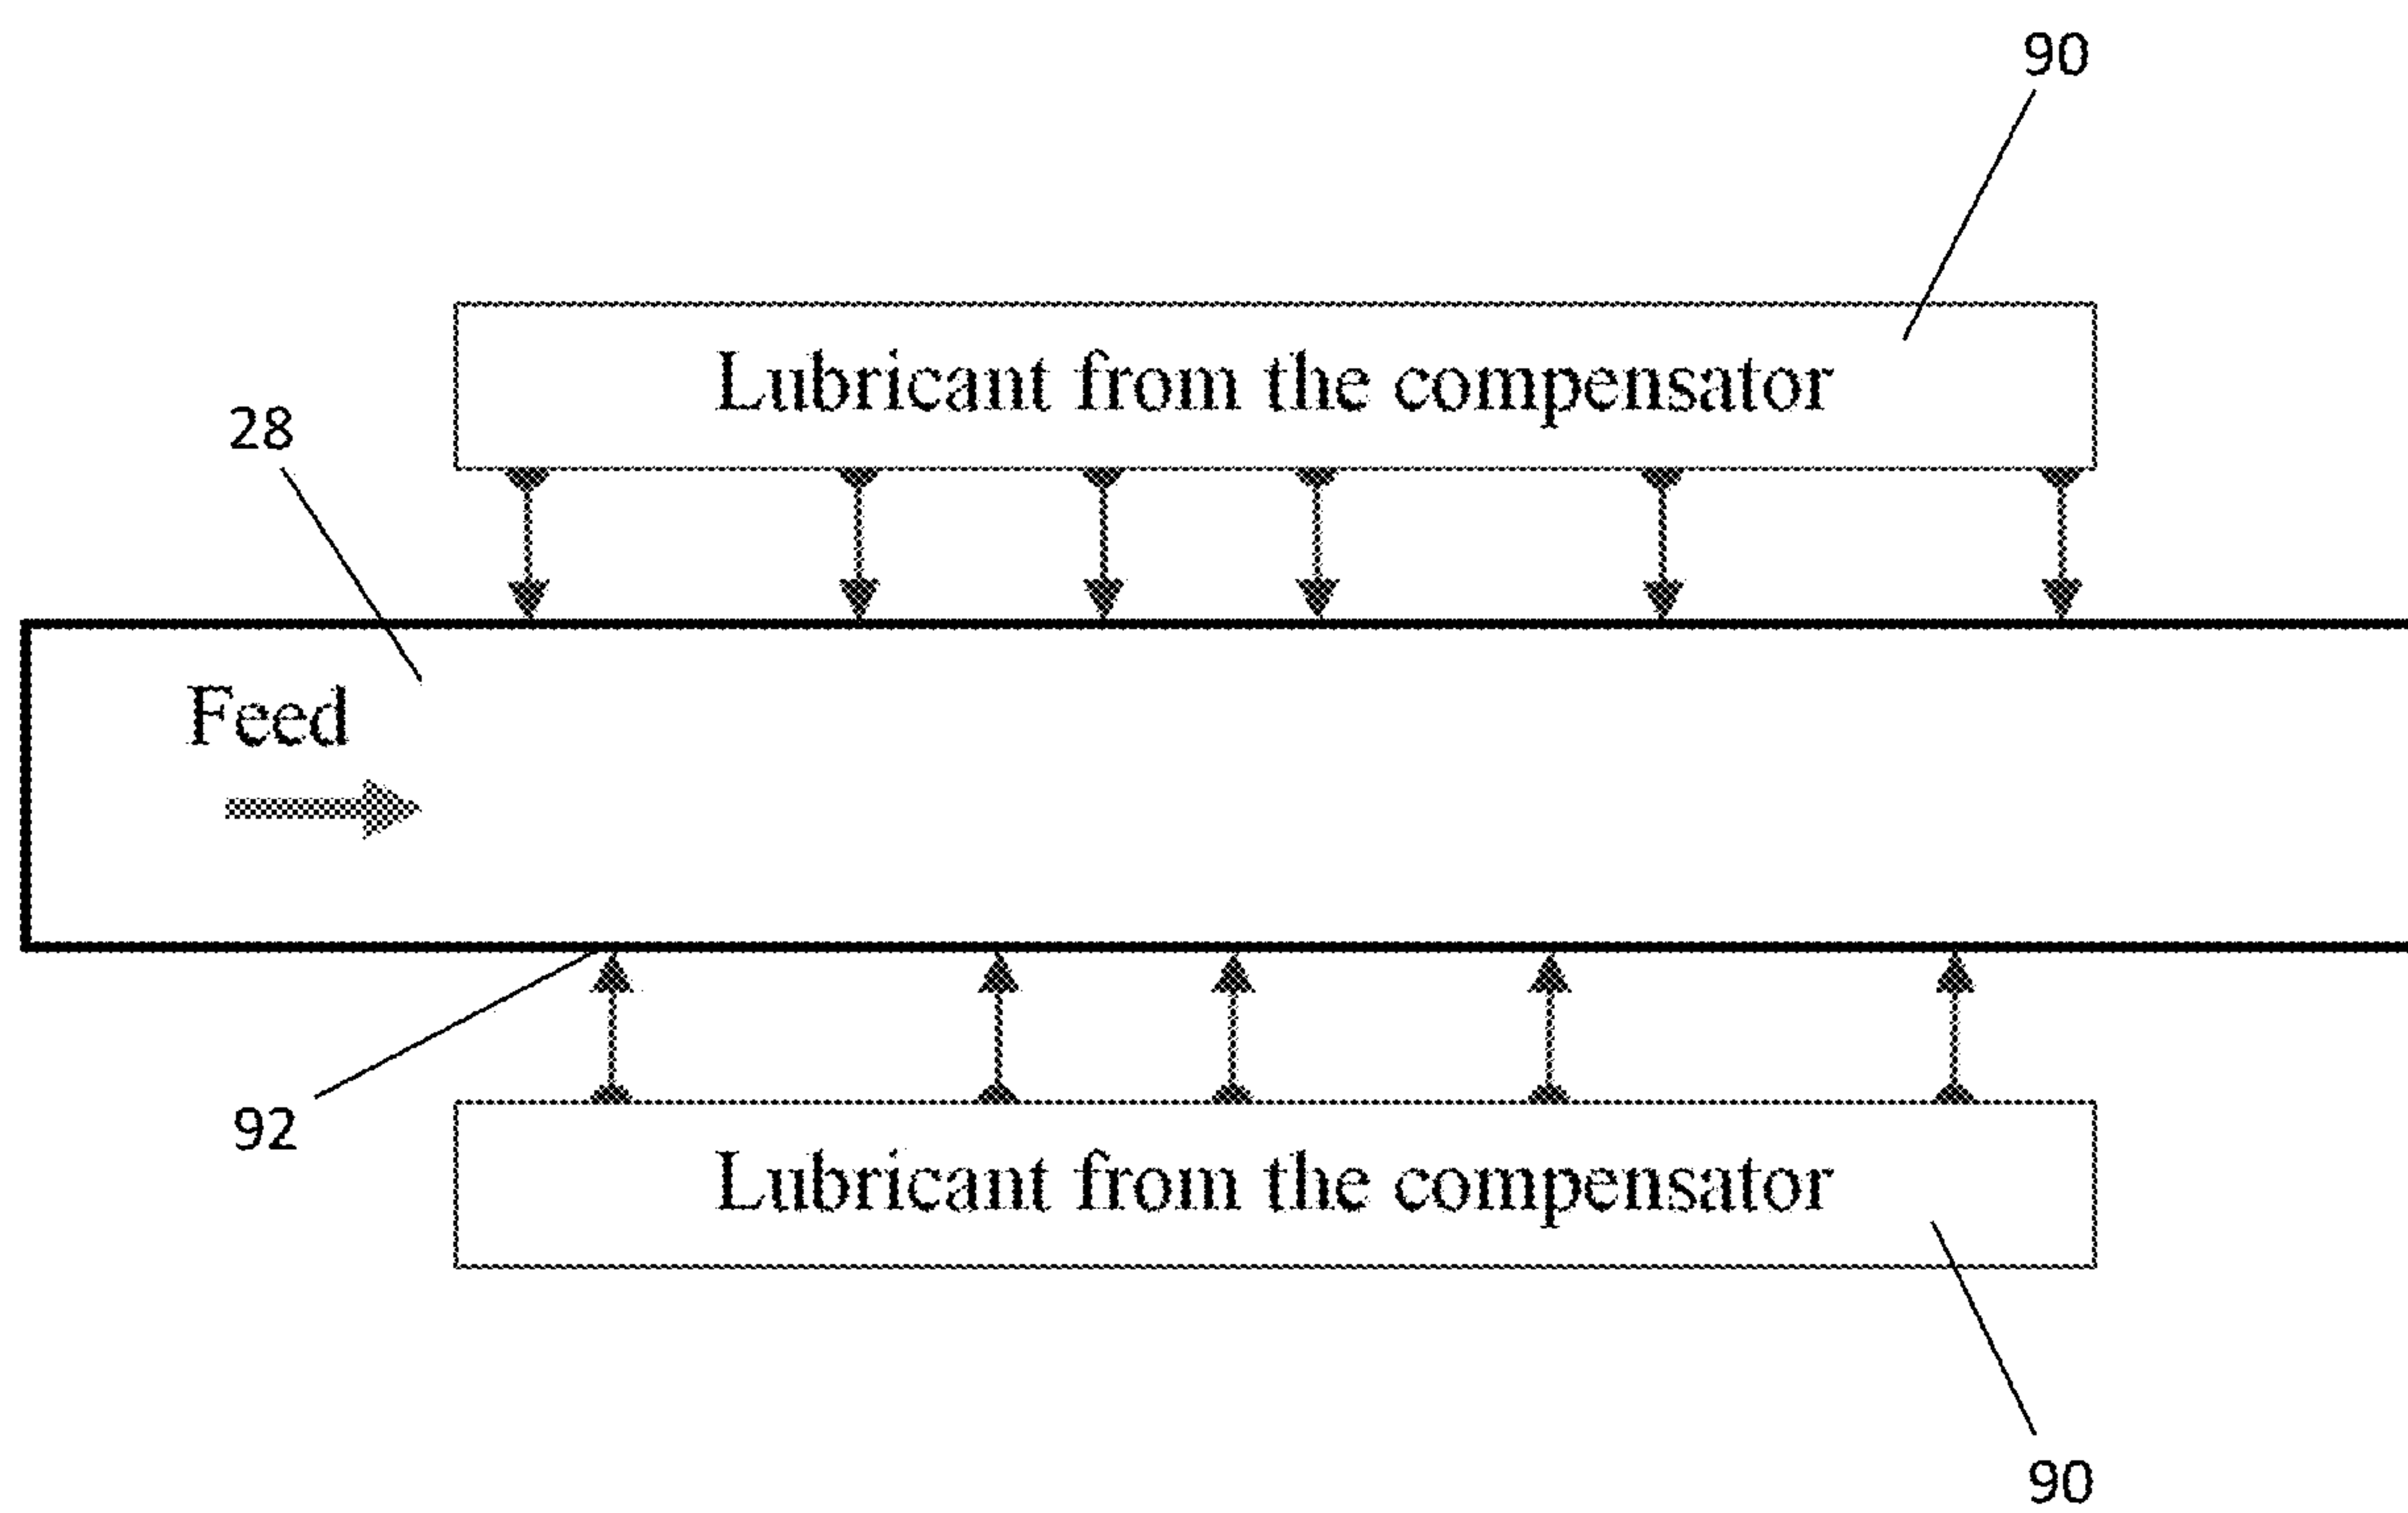 90
Lubricant from the compensator
28
Feed
92
Lubricant from the compensator
90